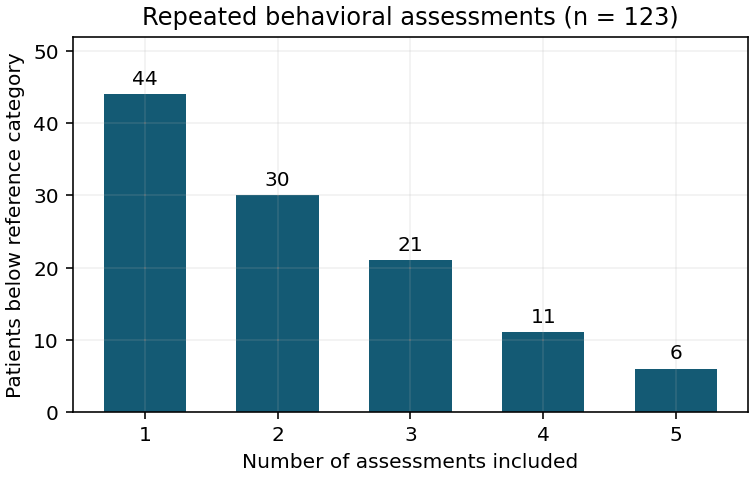 Repeated behavioral assessments (n = 123)
Patients below reference category
50
40
30
20
10
0
44
30
21
11
6
1 2 3 4 5
Number of assessments included